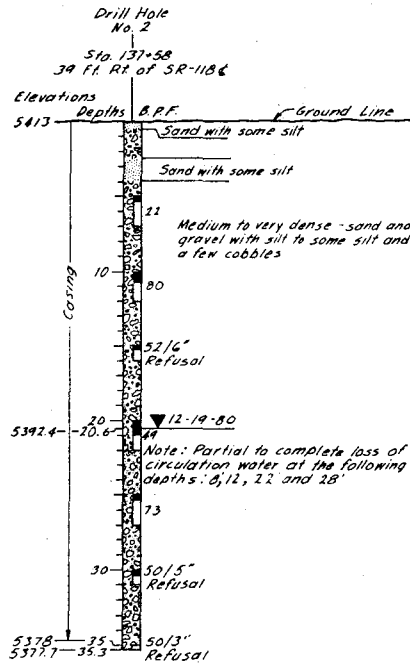 Drill Hole
No. 2
Sta. 137+58
39 Ft. Rt of SR-118 ℄
Elevations
Depths B.P.F.
5413
Ground Line
Sand with some silt
Sand with some silt
21
Medium to very dense - sand and
gravel with silt to some silt and
a few cobbles
10
80
Casing
52/6"
Refusal
20
12-19-80
5392.4 20.6
49
Note: Partial to complete loss of
circulation water at the following
depths: 8, 12, 22 and 28'
73
30
50/5"
Refusal
5378 35
50/3"
5377.7 35.3
Refusal